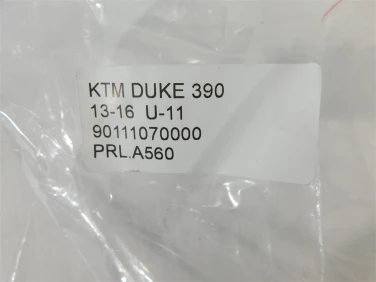 KTM DUKE 390
13-16 U-11
90111070000
PRL.A560